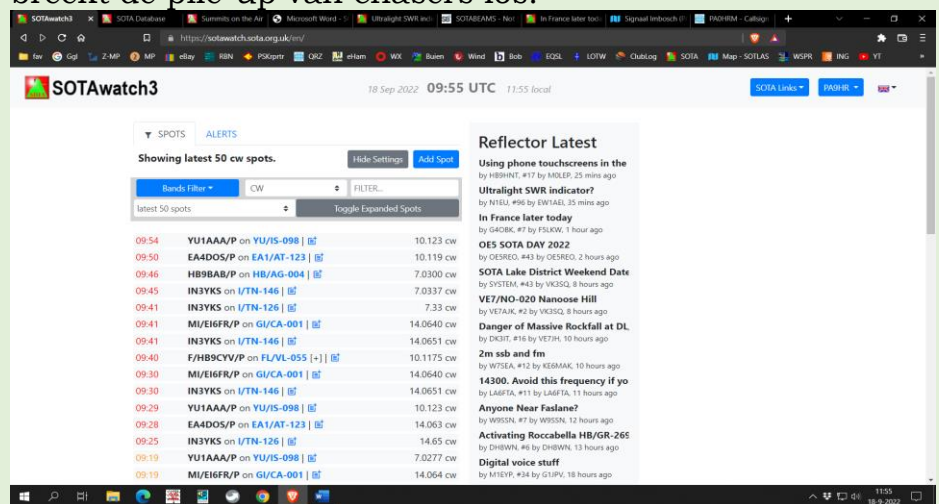 breekt de pile-up van chasers los.
SOTAwatch3
SOTA Database
Summits on the Air
Microsoft Word - S
Ultralight SWR indi
SOTABEAMS - Not
In France later tod
Signaal Imbosch (
PA0HRM - Callsign
https://sotawatch.sota.org.uk/en/
fav Ggl Z-MP MP eBay RBN PSKrprtr QRZ eHam WX Buien Wind Bob EQSL LOTW ClubLog SOTA Map - SOTLAS WSPR ING YT
SOTAwatch3
18 Sep 2022 09:55 UTC 11:55 local
SOTA Links
PA9HR
SPOTS ALERTS
Showing latest 50 cw spots.
Hide Settings
Add Spot
Bands Filter
CW
FILTER...
latest 50 spots
Toggle Expanded Spots
09:54 YU1AAA/P on YU/IS-098 | 10.123 cw
09:50 EA4DOS/P on EA1/AT-123 | 10.119 cw
09:46 HB9BAB/P on HB/AG-004 | 7.0300 cw
09:45 IN3YKS on I/TN-146 | 7.0337 cw
09:41 IN3YKS on I/TN-126 | 7.33 cw
09:41 MI/EI6FR/P on GI/CA-001 | 14.0640 cw
09:41 IN3YKS on I/TN-146 | 14.0651 cw
09:40 F/HB9CYV/P on FL/VL-055 [+] | 10.1175 cw
09:30 MI/EI6FR/P on GI/CA-001 | 14.0640 cw
09:30 IN3YKS on I/TN-146 | 14.0651 cw
09:29 YU1AAA/P on YU/IS-098 | 10.123 cw
09:28 EA4DOS/P on EA1/AT-123 | 14.063 cw
09:25 IN3YKS on I/TN-126 | 14.65 cw
09:19 YU1AAA/P on YU/IS-098 | 7.0277 cw
09:19 MI/EI6FR/P on GI/CA-001 | 14.064 cw
Reflector Latest
Using phone touchscreens in the
by HB9HNT, #17 by M0LEP, 25 mins ago
Ultralight SWR indicator?
by N1EU, #96 by EW1AEJ, 35 mins ago
In France later today
by G4OBK, #7 by F5LKW, 1 hour ago
OE5 SOTA DAY 2022
by OE5REO, #43 by OE5REO, 2 hours ago
SOTA Lake District Weekend Date
by SYSTEM, #43 by VK3SQ, 8 hours ago
VE7/NO-020 Nanoose Hill
by VE7AJK, #2 by VK3SQ, 8 hours ago
Danger of Massive Rockfall at DL,
by DK3IT, #16 by VE7JH, 10 hours ago
2m ssb and fm
by W7SEA, #12 by KE6MAK, 10 hours ago
14300. Avoid this frequency if yo
by LA6FTA, #11 by LA6FTA, 11 hours ago
Anyone Near Faslane?
by W9SSN, #7 by W9SSN, 12 hours ago
Activating Roccabella HB/GR-269
by DH8WN, #6 by DH8WN, 13 hours ago
Digital voice stuff
by M1EYP, #34 by G1JPV, 18 hours ago
11:55
18-9-2022